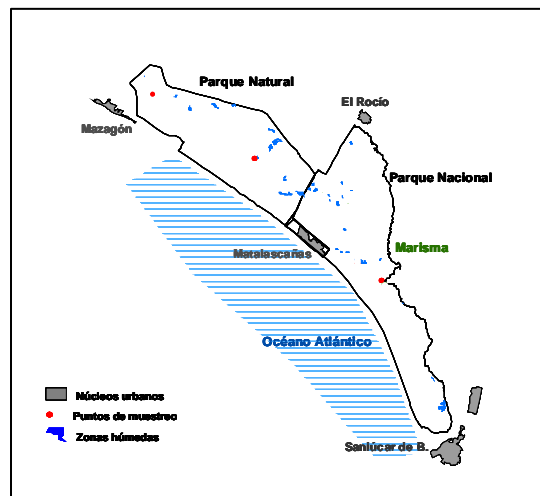 Parque Natural
El Rocío
Mazagón
Parque Nacional
Marisma
Matalascañas
Océano Atlántico
Núcleos urbanos
Puntos de muestreo
Zonas húmedas
Sanlúcar de B.